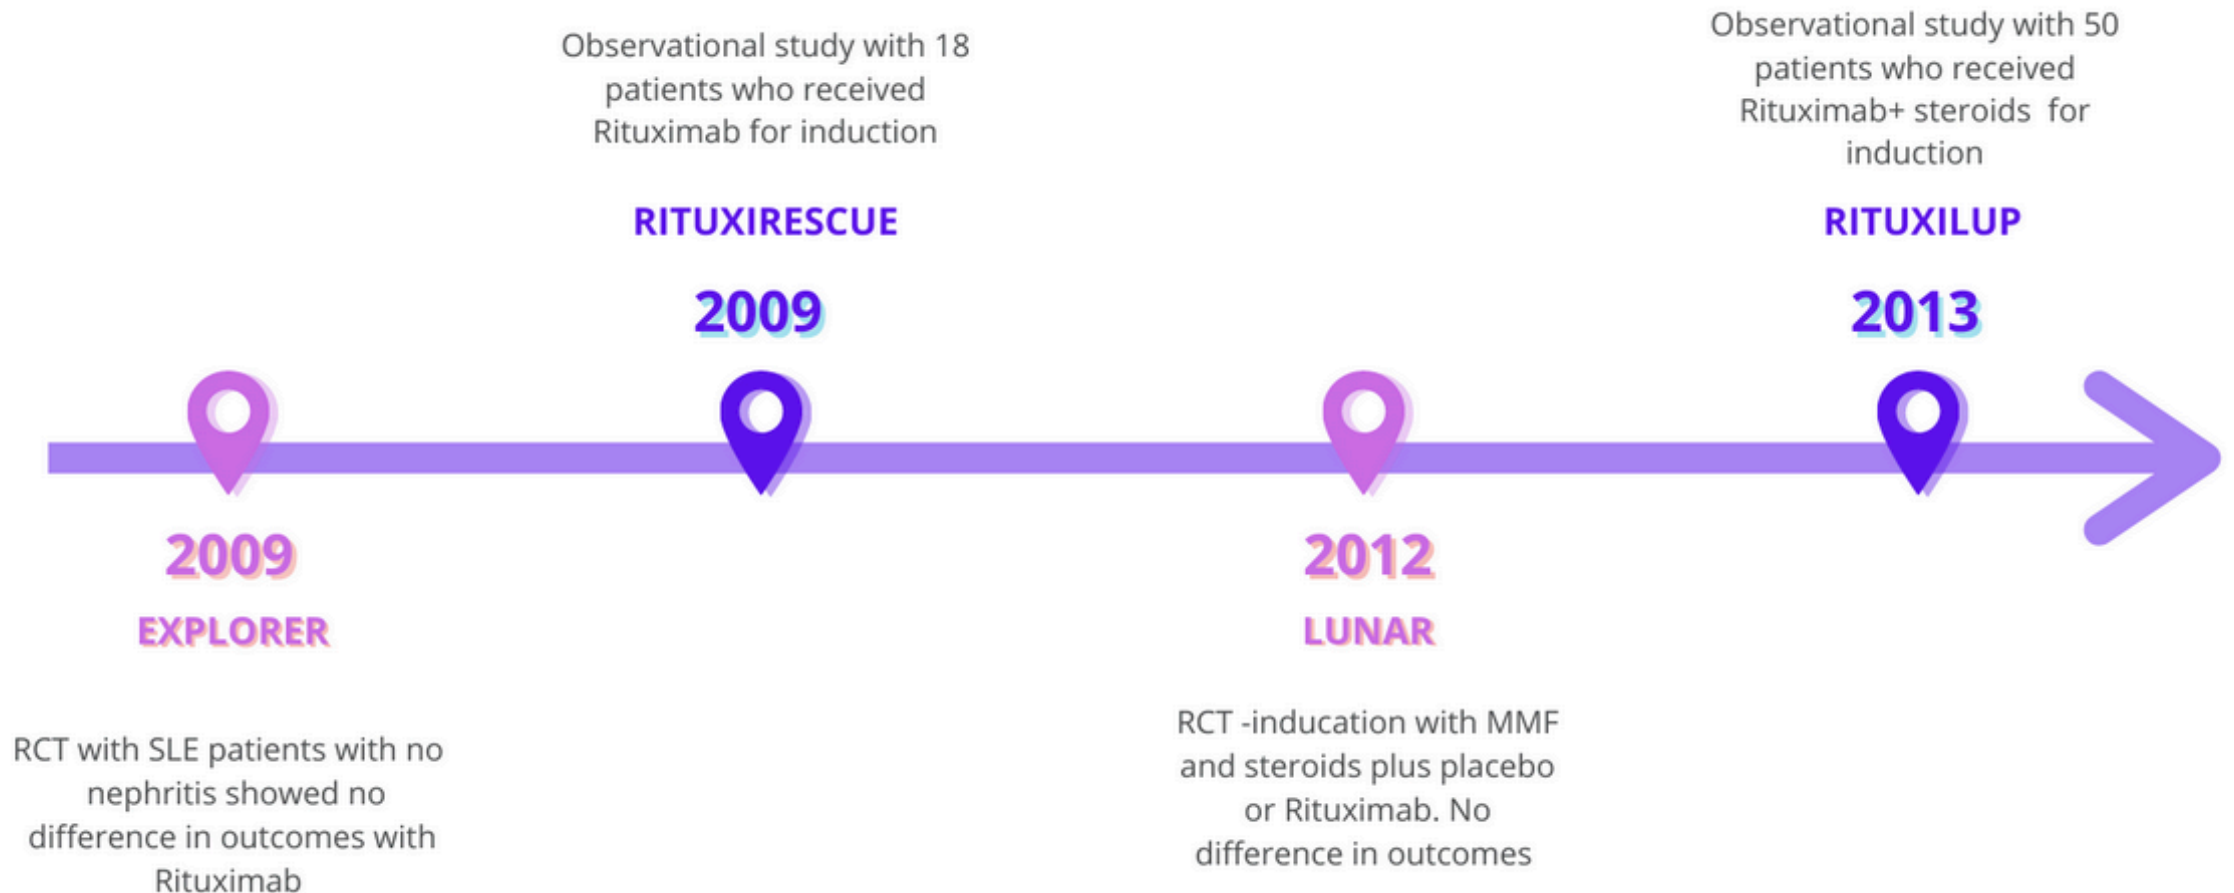 Observational study with 18
patients who received
Rituximab for induction
RITUXIRESCUE
2009
Observational study with 50
patients who received
Rituximab+ steroids  for
induction
RITUXILUP
2013
2009
EXPLORER
RCT with SLE patients with no
nephritis showed no
difference in outcomes with
Rituximab
2012
LUNAR
RCT -inducation with MMF
and steroids plus placebo
or Rituximab. No
difference in outcomes